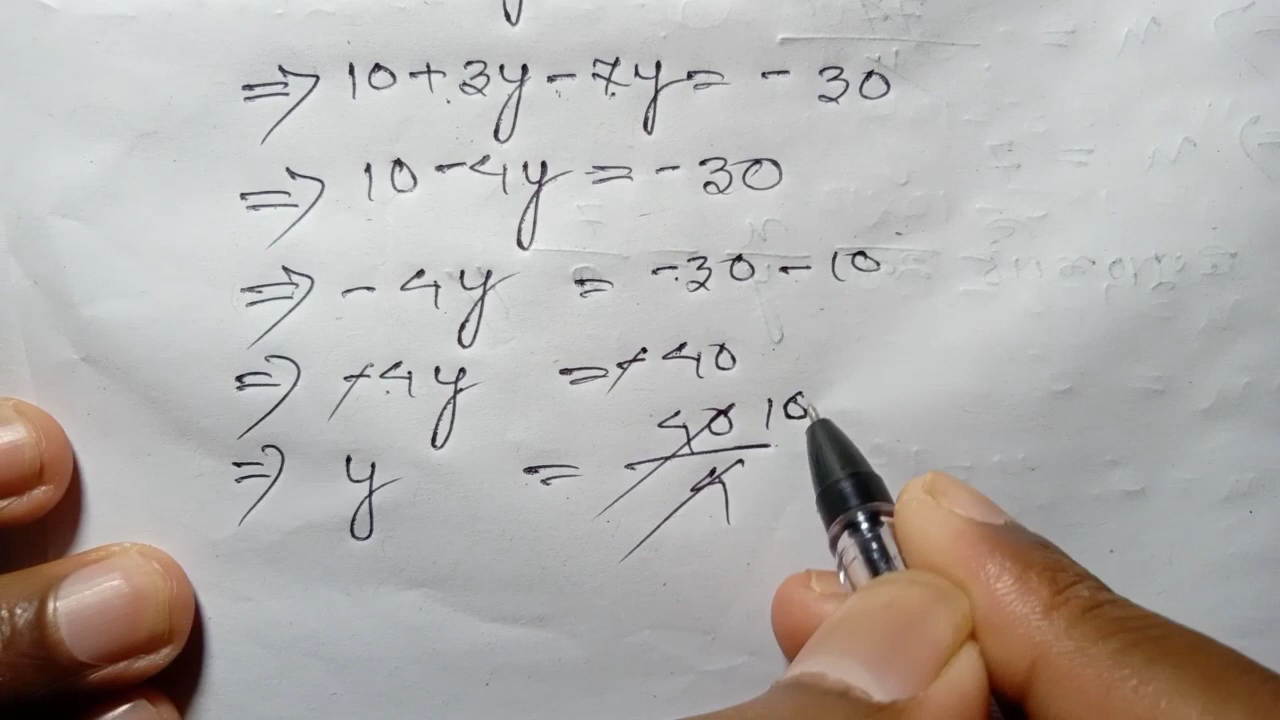 ⇒ 10 + 3y - 7y = - 30
⇒ 10 - 4y = - 30
⇒ - 4y = - 30 - 10
⇒ - 4y = - 40
⇒ y = 40/4 10